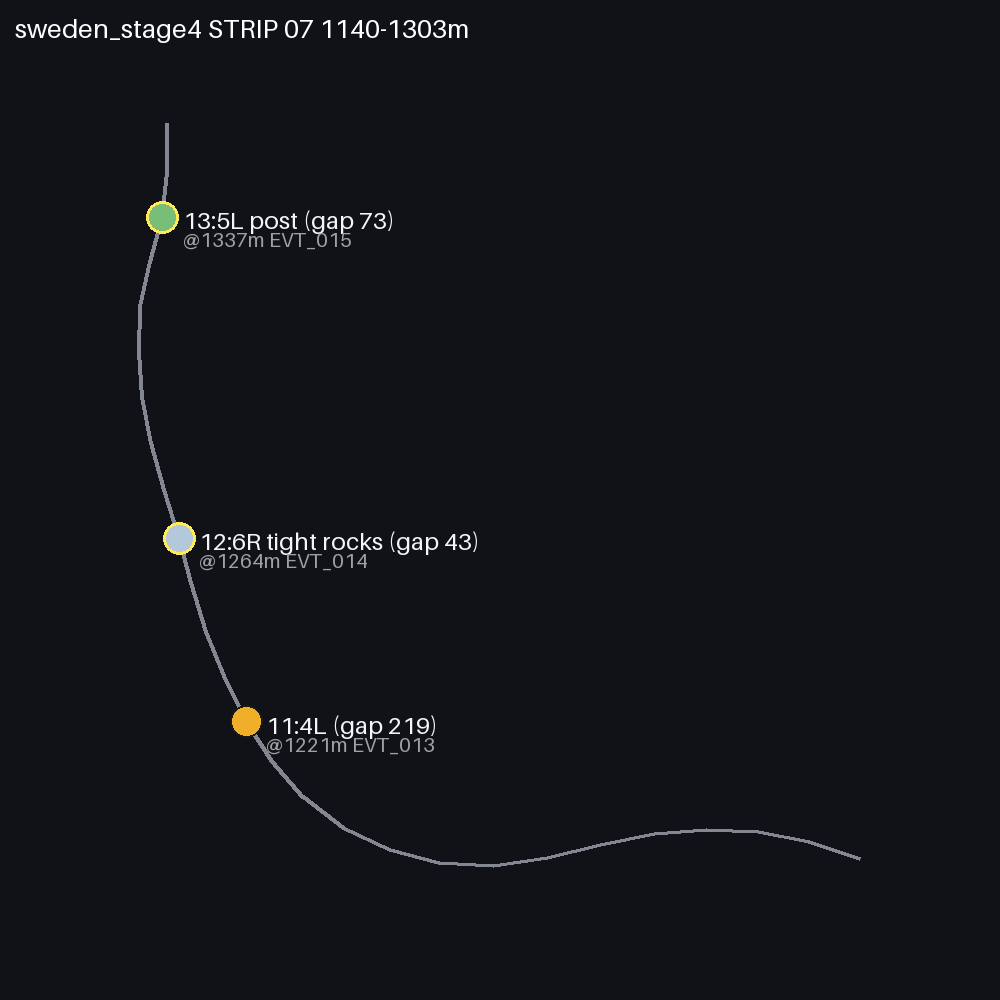 sweden_stage4 STRIP 07 1140-1303m
13:5L post (gap 73)
@1337m EVT_015
12:6R tight rocks (gap 43)
@1264m EVT_014
11:4L (gap 219)
@1221m EVT_013